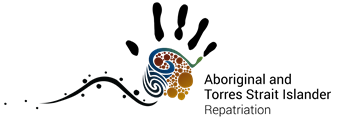 Aboriginal and
Torres Strait Islander
Repatriation